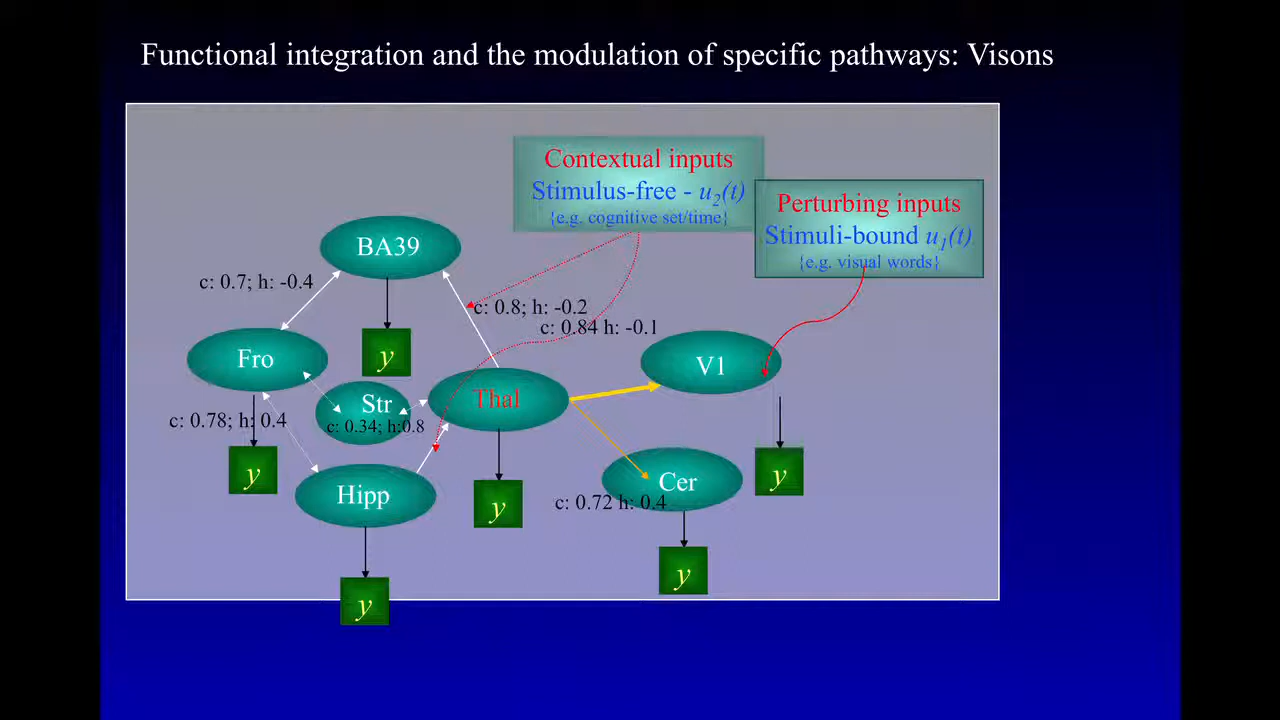 Functional integration and the modulation of specific pathways: Visons
Contextual inputs
Stimulus-free - u2(t)
{e.g. cognitive set/time}
Perturbing inputs
Stimuli-bound u1(t)
{e.g. visual words}
BA39
c: 0.7; h: -0.4
c: 0.8; h: -0.2
c: 0.84 h: -0.1
Fro
y
V1
Str
Thal
c: 0.78; h: 0.4
c: 0.34; h:0.8
y
y
Hipp
Cer
c: 0.72 h: 0.4
y
y
y